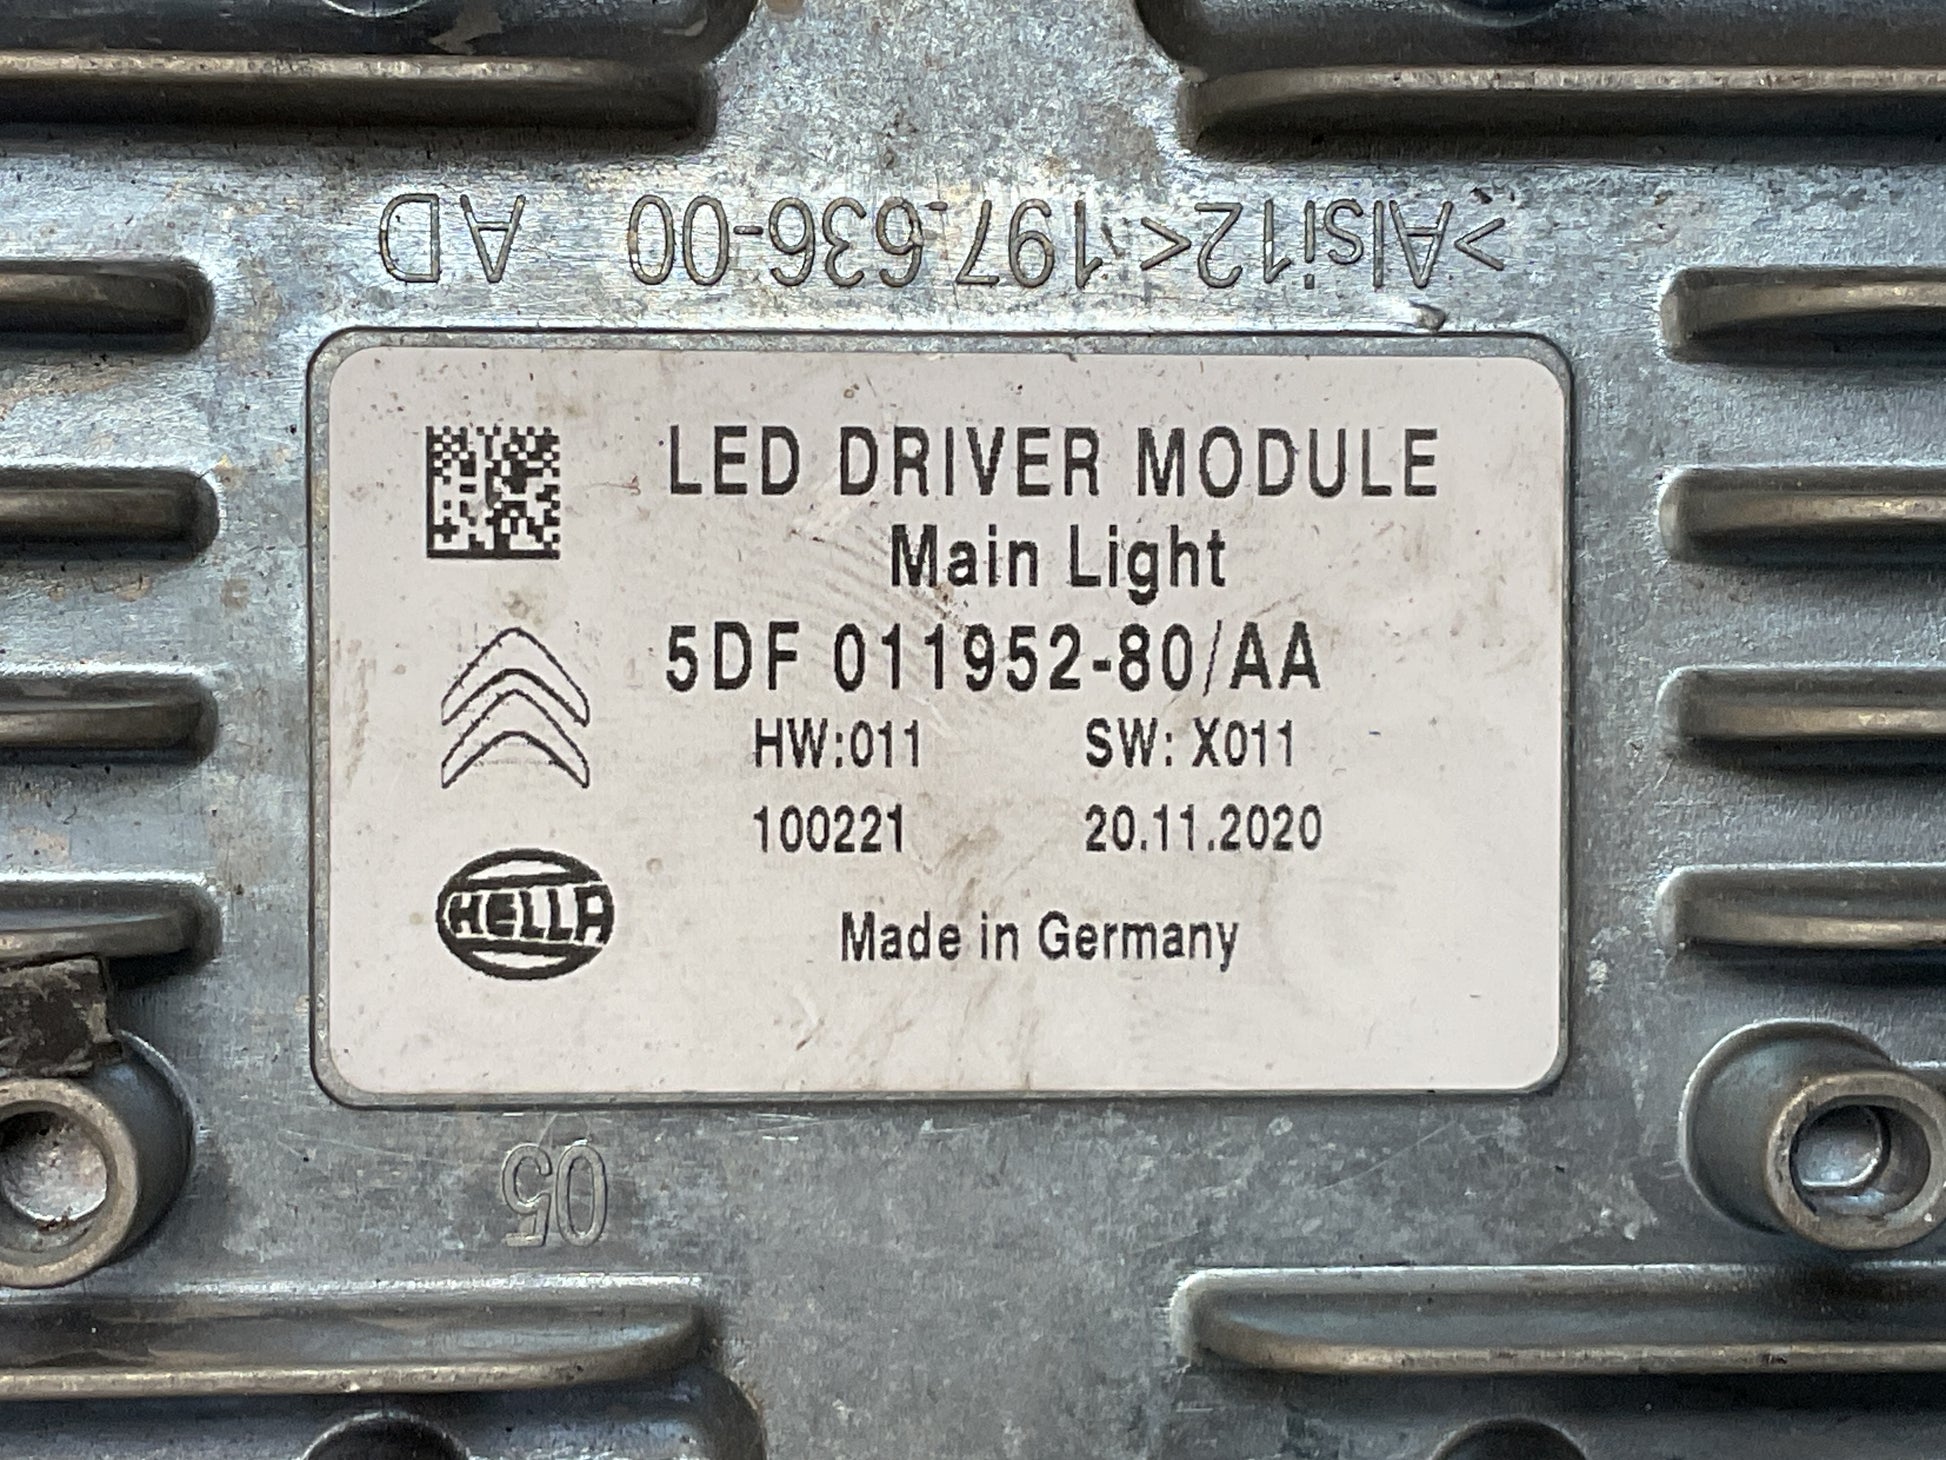 >Alsi12< 197.636-00 AD
LED DRIVER MODULE
Main Light
5DF 011952-80/AA
HW:011 SW: X011
100221 20.11.2020
HELLA
Made in Germany
05